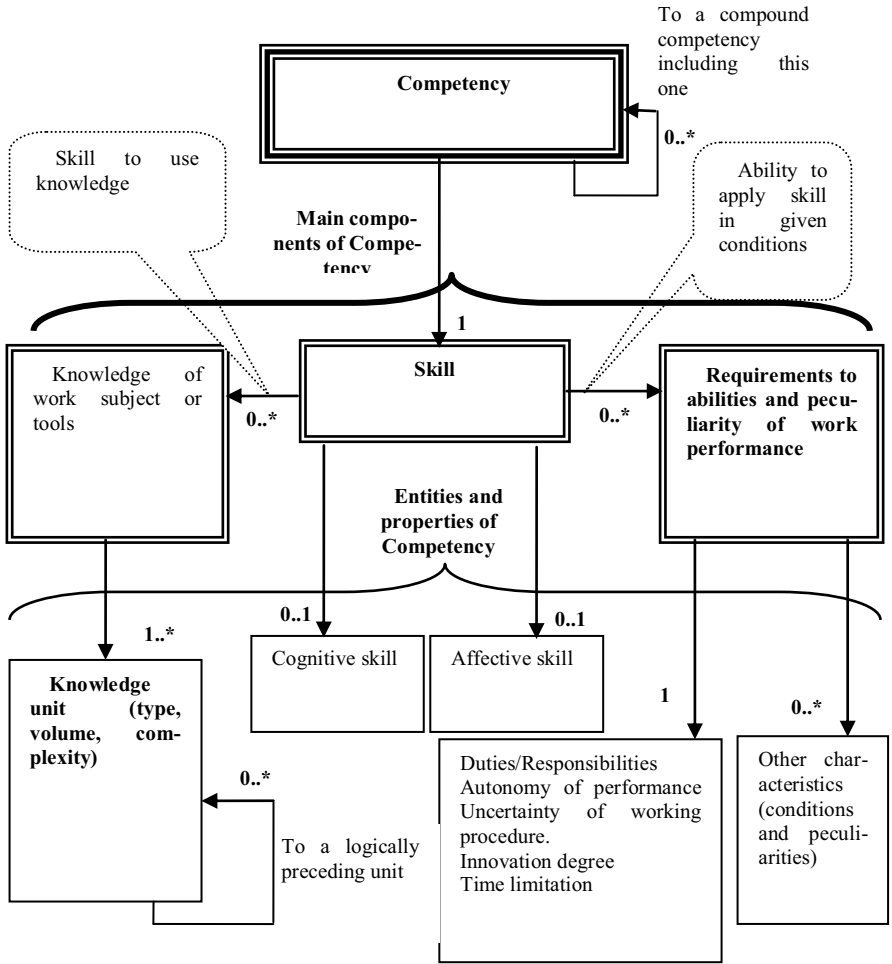 To a compound
competency
including this
one
Competency
0..*
Skill to use
knowledge
Ability to
apply skill
in given
conditions
Main compo-
nents of Compe-
tency
1
Knowledge of
work subject or
tools
0..*
Skill
0..*
Requirements to
abilities and pecu-
liarity of work
performance
Entities and
properties of
Competency
1..*
0..1
0..1
1
0..*
Knowledge
unit (type,
volume, com-
plexity)
Cognitive skill
Affective skill
0..*
To a logically
preceding unit
Duties/Responsibilities
Autonomy of performance
Uncertainty of working
procedure.
Innovation degree
Time limitation
Other char-
acteristics
(conditions
and peculi-
arities)